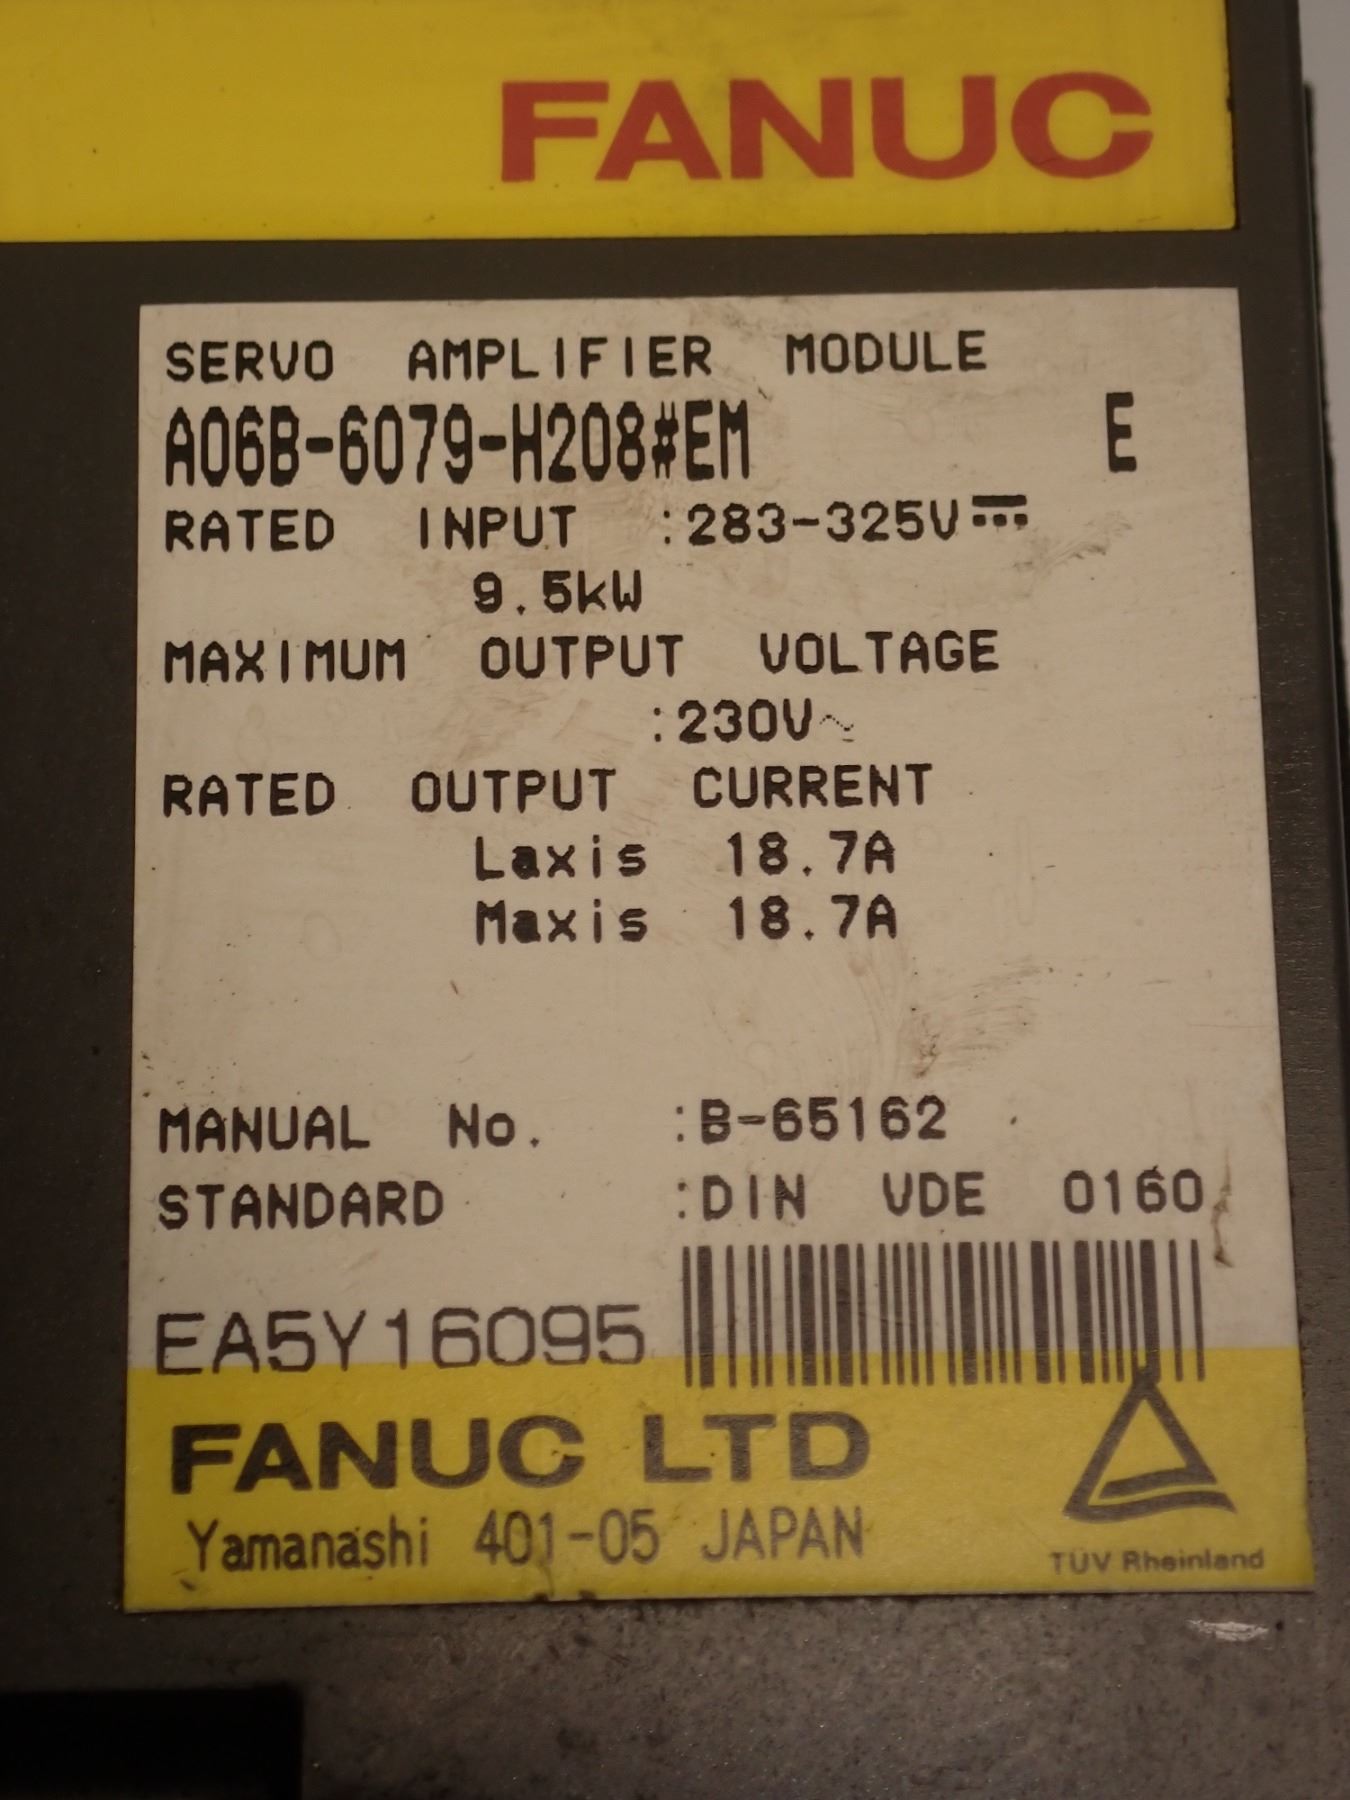 FANUC
SERVO AMPLIFIER MODULE
A06B-6079-H208#EM E
RATED INPUT :283-325V⎓
9.5kW
MAXIMUM OUTPUT VOLTAGE
:230V~
RATED OUTPUT CURRENT
Laxis 18.7A
Maxis 18.7A
MANUAL No. :B-65162
STANDARD :DIN VDE 0160
EA5Y16095
FANUC LTD
Yamanashi 401-05 JAPAN
TÜV Rheinland